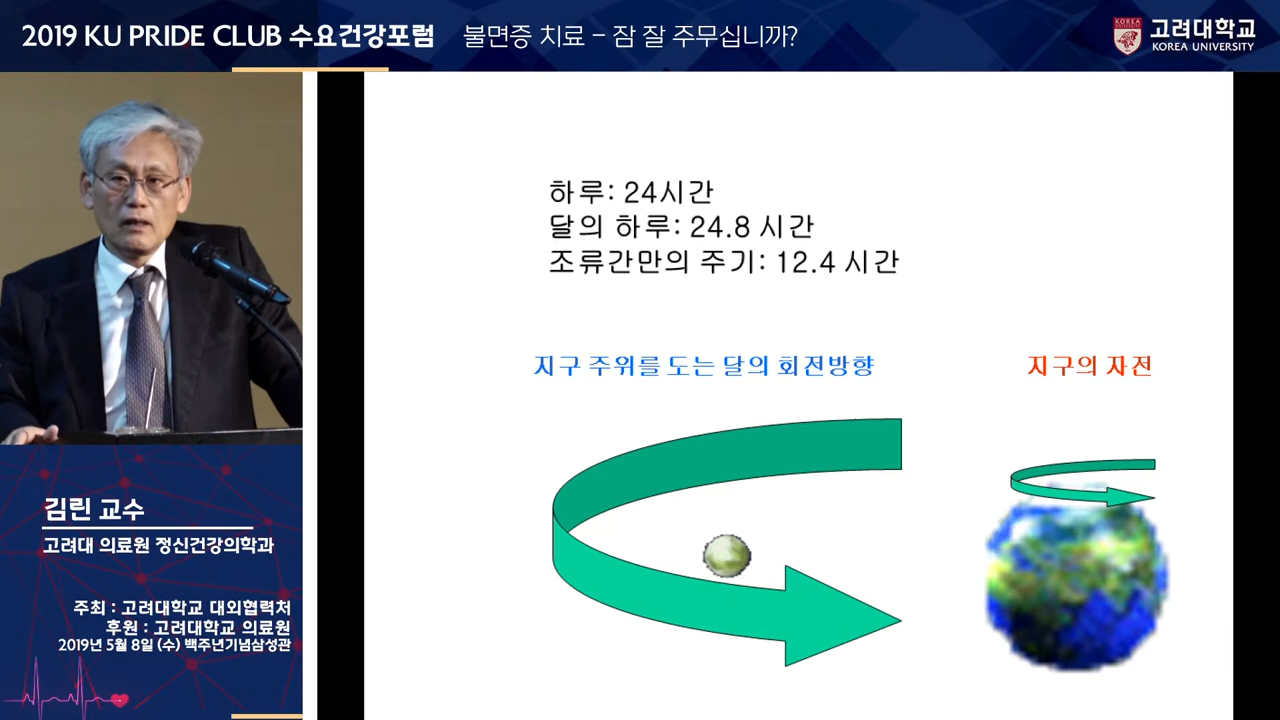 2019 KU PRIDE CLUB 수요건강포럼 불면증 치료 – 잠 잘 주무십니까?
KOREA
UNIVERSITY
고려대학교
KOREA UNIVERSITY
하루: 24시간
달의 하루: 24.8 시간
조류간만의 주기: 12.4 시간
지구 주위를 도는 달의 회전방향
지구의 자전
김린 교수
고려대 의료원 정신건강의학과
주최 : 고려대학교 대외협력처
후원 : 고려대학교 의료원
2019년 5월 8일 (수) 백주년기념삼성관